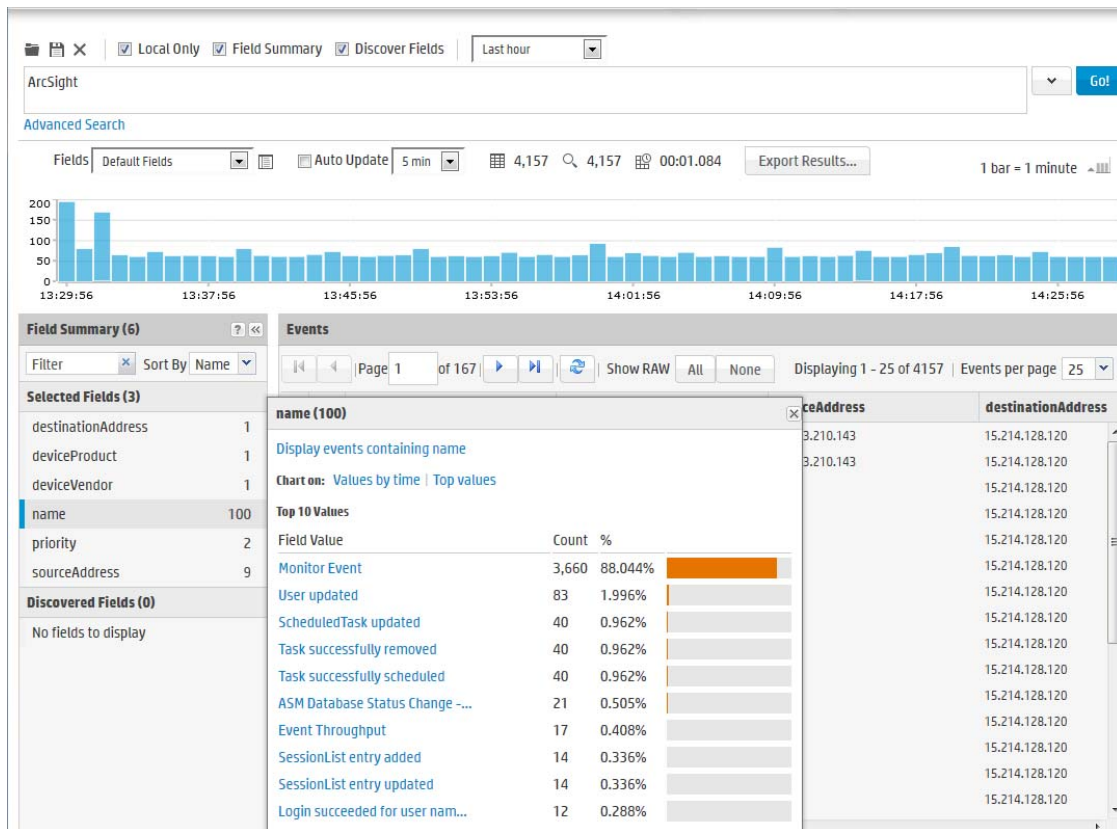 Local Only Field Summary Discover Fields Last hour
ArcSight
Go!
Advanced Search
Fields Default Fields Auto Update 5 min 4,157 4,157 00:01.084 Export Results... 1 bar = 1 minute
200
150
100
50
0
13:29:56 13:37:56 13:45:56 13:53:56 14:01:56 14:09:56 14:17:56 14:25:56
Field Summary (6) ? «
Filter × Sort By Name
Selected Fields (3)
destinationAddress 1
deviceProduct 1
deviceVendor 1
name 100
priority 2
sourceAddress 9
Discovered Fields (0)
No fields to display
Events
Page 1 of 167 Show RAW All None Displaying 1 - 25 of 4157 Events per page 25
ceAddress destinationAddress
3.210.143 15.214.128.120
3.210.143 15.214.128.120
15.214.128.120
15.214.128.120
15.214.128.120
15.214.128.120
15.214.128.120
15.214.128.120
15.214.128.120
15.214.128.120
15.214.128.120
15.214.128.120
15.214.128.120
15.214.128.120
15.214.128.120
name (100)
Display events containing name
Chart on: Values by time | Top values
Top 10 Values
Field Value Count %
Monitor Event 3,660 88.044%
User updated 83 1.996%
ScheduledTask updated 40 0.962%
Task successfully removed 40 0.962%
Task successfully scheduled 40 0.962%
ASM Database Status Change -... 21 0.505%
Event Throughput 17 0.408%
SessionList entry added 14 0.336%
SessionList entry updated 14 0.336%
Login succeeded for user nam... 12 0.288%